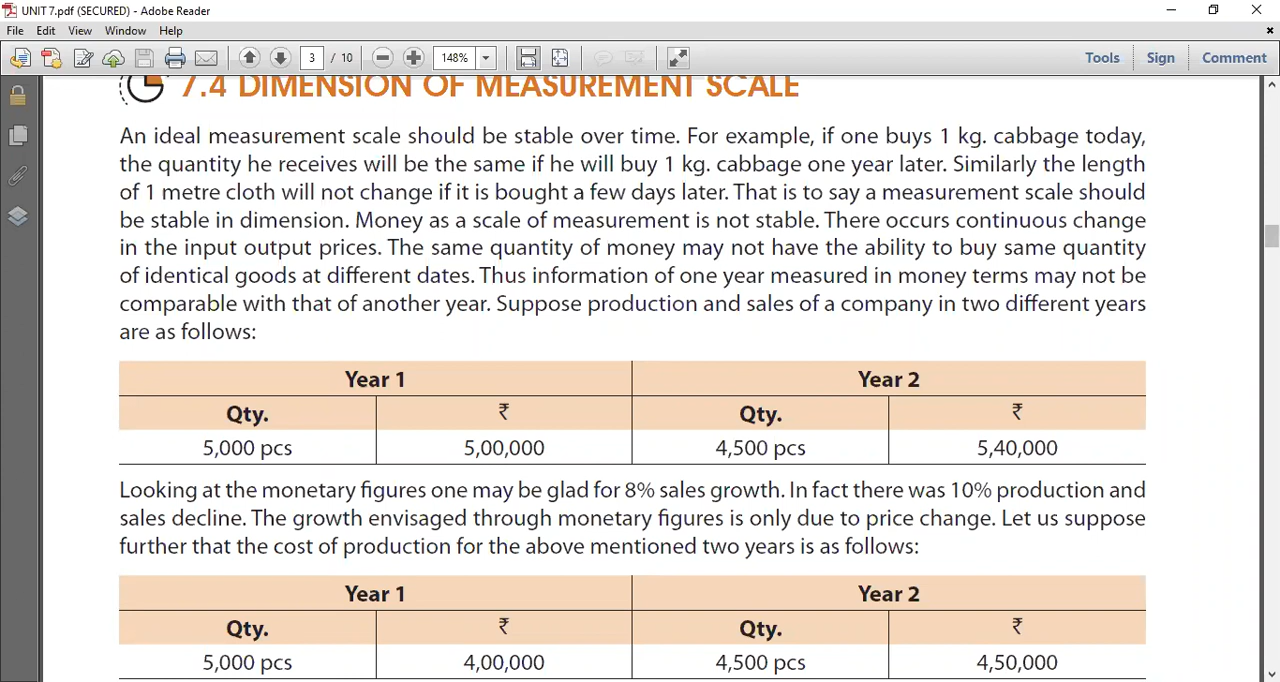 UNIT 7.pdf (SECURED) - Adobe Reader
File Edit View Window Help
3 / 10 148% Tools Sign Comment
7.4 DIMENSION OF MEASUREMENT SCALE
An ideal measurement scale should be stable over time. For example, if one buys 1 kg. cabbage today,
the quantity he receives will be the same if he will buy 1 kg. cabbage one year later. Similarly the length
of 1 metre cloth will not change if it is bought a few days later. That is to say a measurement scale should
be stable in dimension. Money as a scale of measurement is not stable. There occurs continuous change
in the input output prices. The same quantity of money may not have the ability to buy same quantity
of identical goods at different dates. Thus information of one year measured in money terms may not be
comparable with that of another year. Suppose production and sales of a company in two different years
are as follows:
Year 1 Year 2
Qty. ₹ Qty. ₹
5,000 pcs 5,00,000 4,500 pcs 5,40,000
Looking at the monetary figures one may be glad for 8% sales growth. In fact there was 10% production and
sales decline. The growth envisaged through monetary figures is only due to price change. Let us suppose
further that the cost of production for the above mentioned two years is as follows:
Year 1 Year 2
Qty. ₹ Qty. ₹
5,000 pcs 4,00,000 4,500 pcs 4,50,000